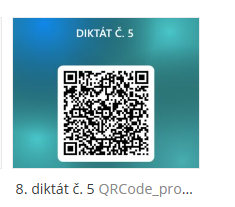 DIKTÁT Č. 5
8. diktát č. 5 QRCode_pro...